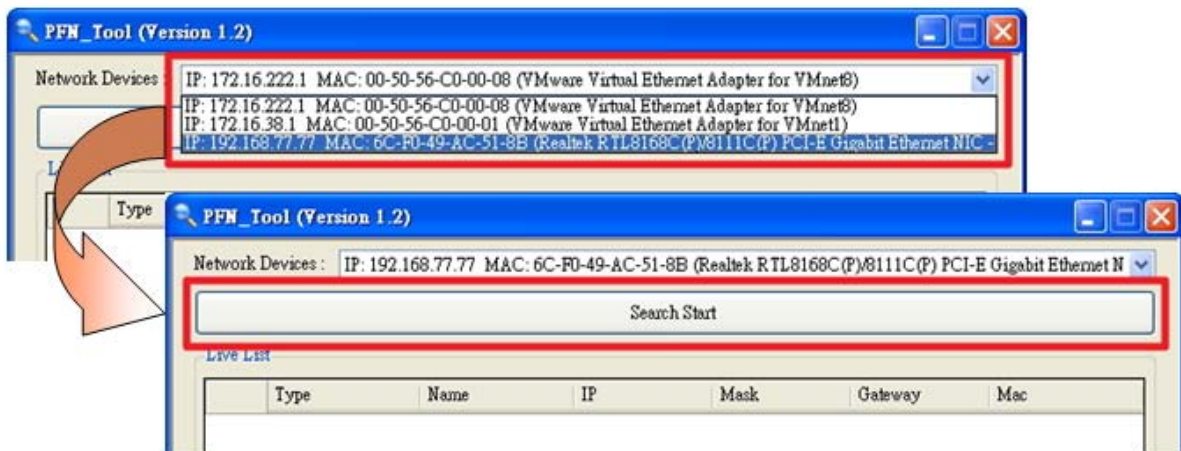 PFN_Tool (Version 1.2)
Network Devices : IP: 172.16.222.1 MAC: 00-50-56-C0-00-08 (VMware Virtual Ethernet Adapter for VMnet8)
IP: 172.16.222.1 MAC: 00-50-56-C0-00-08 (VMware Virtual Ethernet Adapter for VMnet8)
IP: 172.16.38.1 MAC: 00-50-56-C0-00-01 (VMware Virtual Ethernet Adapter for VMnet1)
IP: 192.168.77.77 MAC: 6C-F0-49-AC-51-8B (Realtek RTL8168C(P)/8111C(P) PCI-E Gigabit Ethernet NIC -
Type
PFN_Tool (Version 1.2)
Network Devices : IP: 192.168.77.77 MAC: 6C-F0-49-AC-51-8B (Realtek RTL8168C(P)/8111C(P) PCI-E Gigabit Ethernet N
Search Start
Live List
Type Name IP Mask Gateway Mac